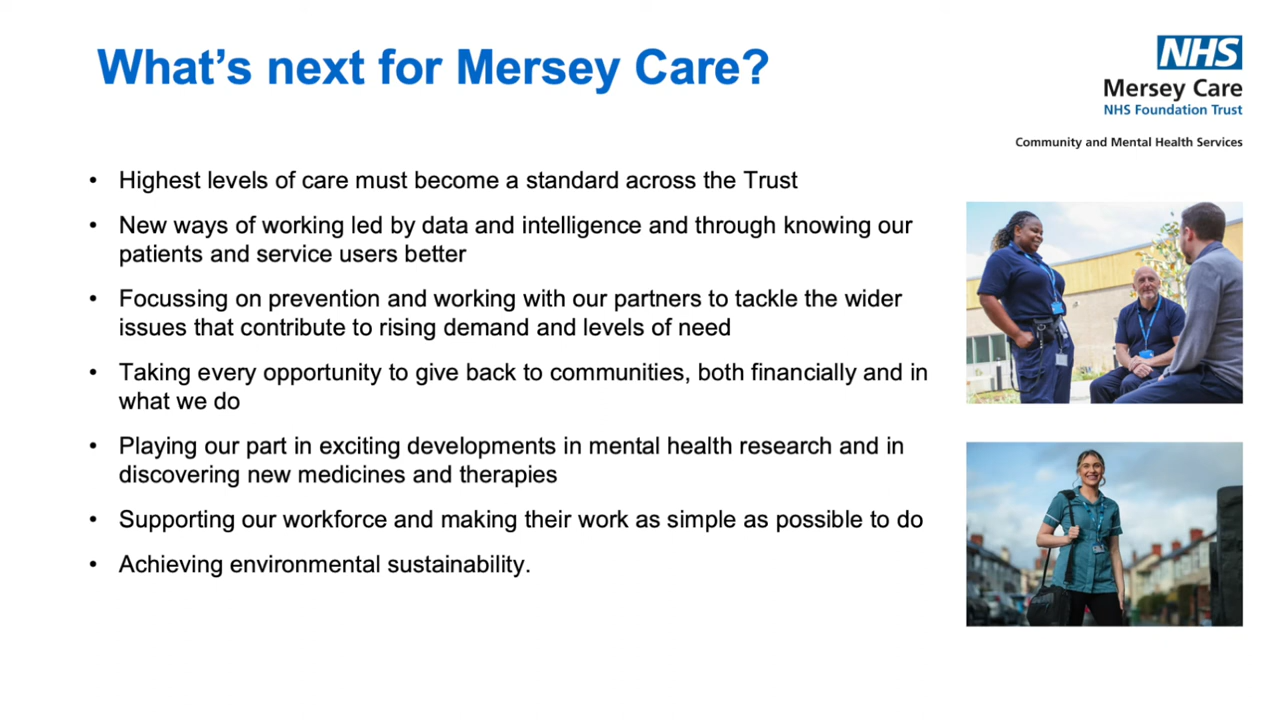 What's next for Mersey Care?
NHS
Mersey Care
NHS Foundation Trust
Community and Mental Health Services
• Highest levels of care must become a standard across the Trust
• New ways of working led by data and intelligence and through knowing our
patients and service users better
• Focussing on prevention and working with our partners to tackle the wider
issues that contribute to rising demand and levels of need
• Taking every opportunity to give back to communities, both financially and in
what we do
• Playing our part in exciting developments in mental health research and in
discovering new medicines and therapies
• Supporting our workforce and making their work as simple as possible to do
• Achieving environmental sustainability.